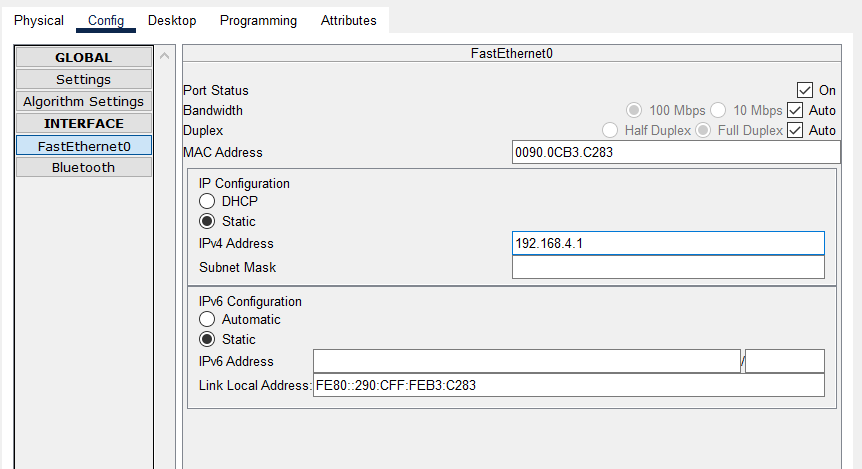 Physical Config Desktop Programming Attributes
GLOBAL
Settings
Algorithm Settings
INTERFACE
FastEthernet0
Bluetooth
FastEthernet0
Port Status On
Bandwidth 100 Mbps 10 Mbps Auto
Duplex Half Duplex Full Duplex Auto
MAC Address 0090.0CB3.C283
IP Configuration
DHCP
Static
IPv4 Address 192.168.4.1
Subnet Mask
IPv6 Configuration
Automatic
Static
IPv6 Address /
Link Local Address: FE80::290:CFF:FEB3:C283